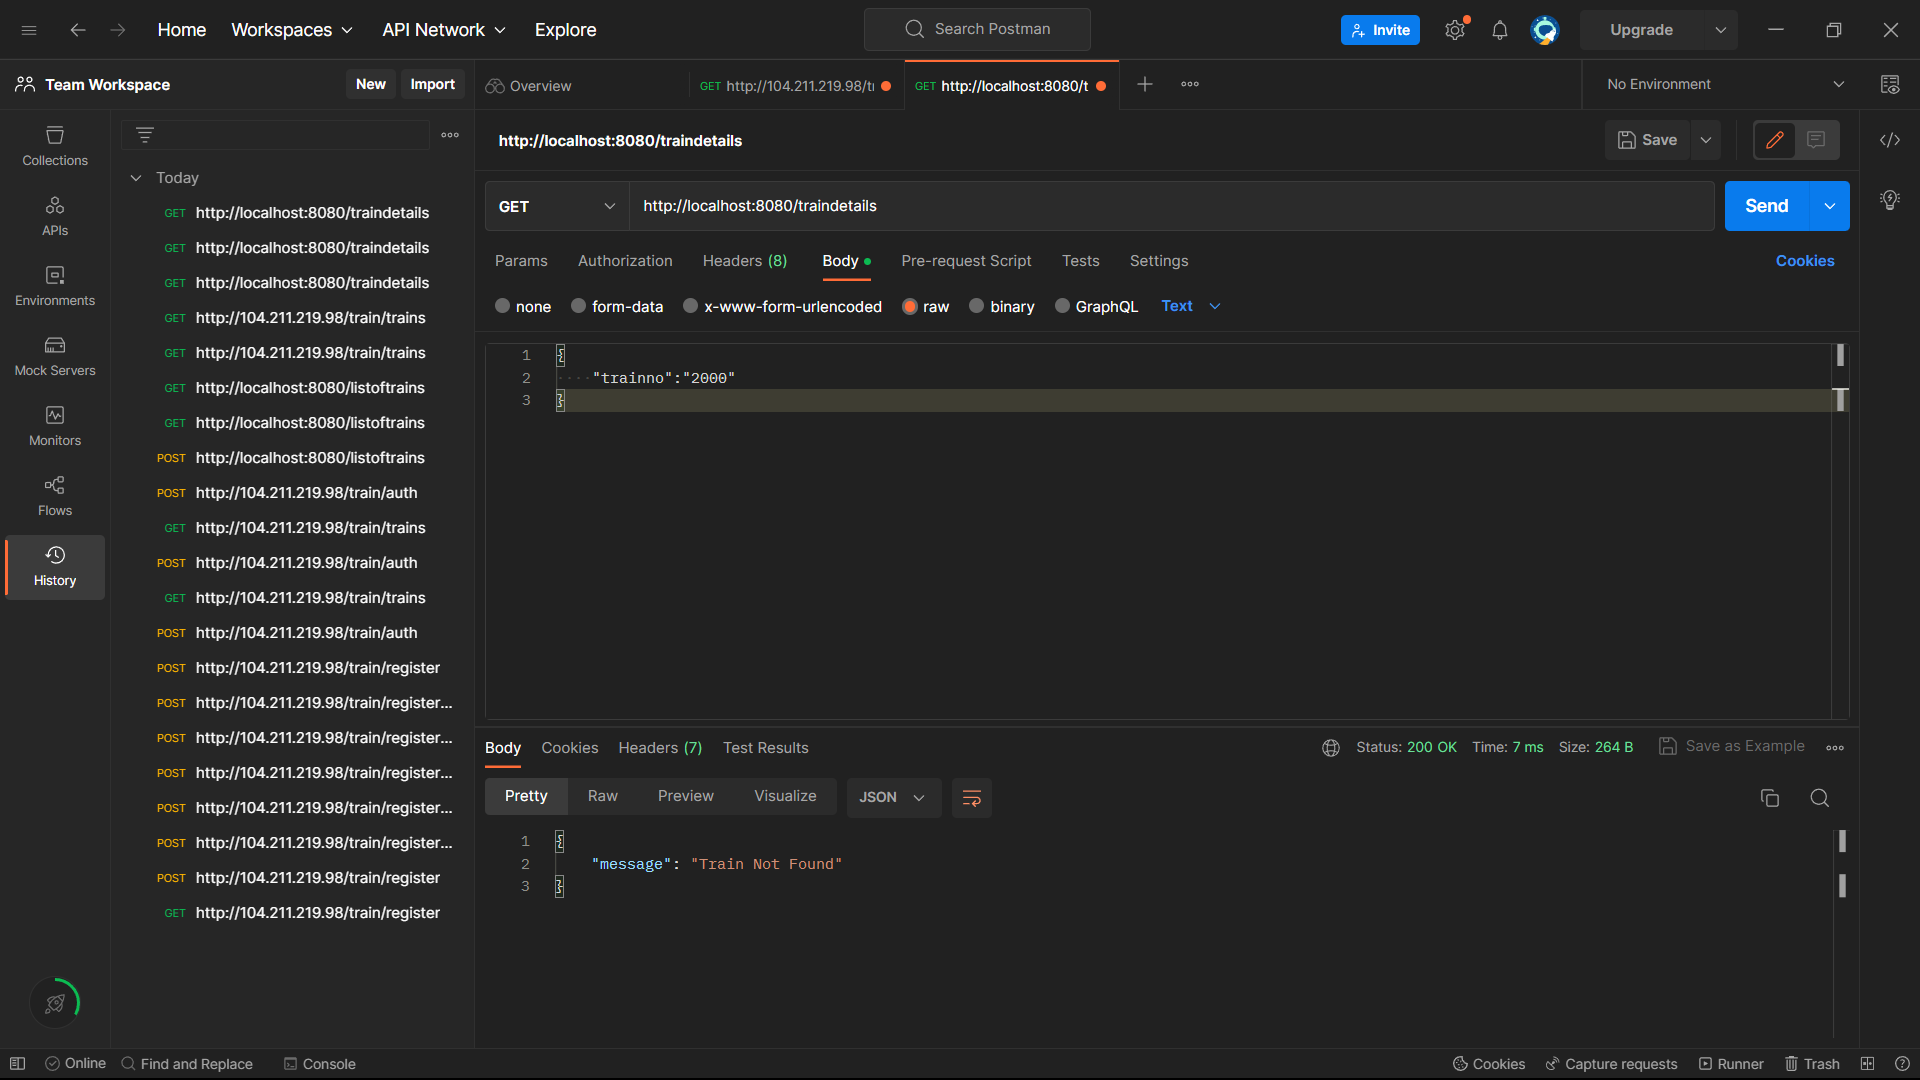 Home Workspaces API Network Explore Search Postman Invite Upgrade
Team Workspace New Import Overview GET http://104.211.219.98/tr GET http://localhost:8080/t No Environment
Collections
APIs
Environments
Mock Servers
Monitors
Flows
History
Today
GET http://localhost:8080/traindetails
GET http://localhost:8080/traindetails
GET http://localhost:8080/traindetails
GET http://104.211.219.98/train/trains
GET http://104.211.219.98/train/trains
GET http://localhost:8080/listoftrains
GET http://localhost:8080/listoftrains
POST http://localhost:8080/listoftrains
POST http://104.211.219.98/train/auth
GET http://104.211.219.98/train/trains
POST http://104.211.219.98/train/auth
GET http://104.211.219.98/train/trains
POST http://104.211.219.98/train/auth
POST http://104.211.219.98/train/register
POST http://104.211.219.98/train/register...
POST http://104.211.219.98/train/register...
POST http://104.211.219.98/train/register...
POST http://104.211.219.98/train/register...
POST http://104.211.219.98/train/register...
POST http://104.211.219.98/train/register
GET http://104.211.219.98/train/register
http://localhost:8080/traindetails Save
GET http://localhost:8080/traindetails Send
Params Authorization Headers (8) Body Pre-request Script Tests Settings Cookies
none form-data x-www-form-urlencoded raw binary GraphQL Text
1 {
2 "trainno":"2000"
3 }
Body Cookies Headers (7) Test Results Status: 200 OK Time: 7 ms Size: 264 B Save as Example
Pretty Raw Preview Visualize JSON
1 {
2 "message": "Train Not Found"
3 }
Online Find and Replace Console Cookies Capture requests Runner Trash